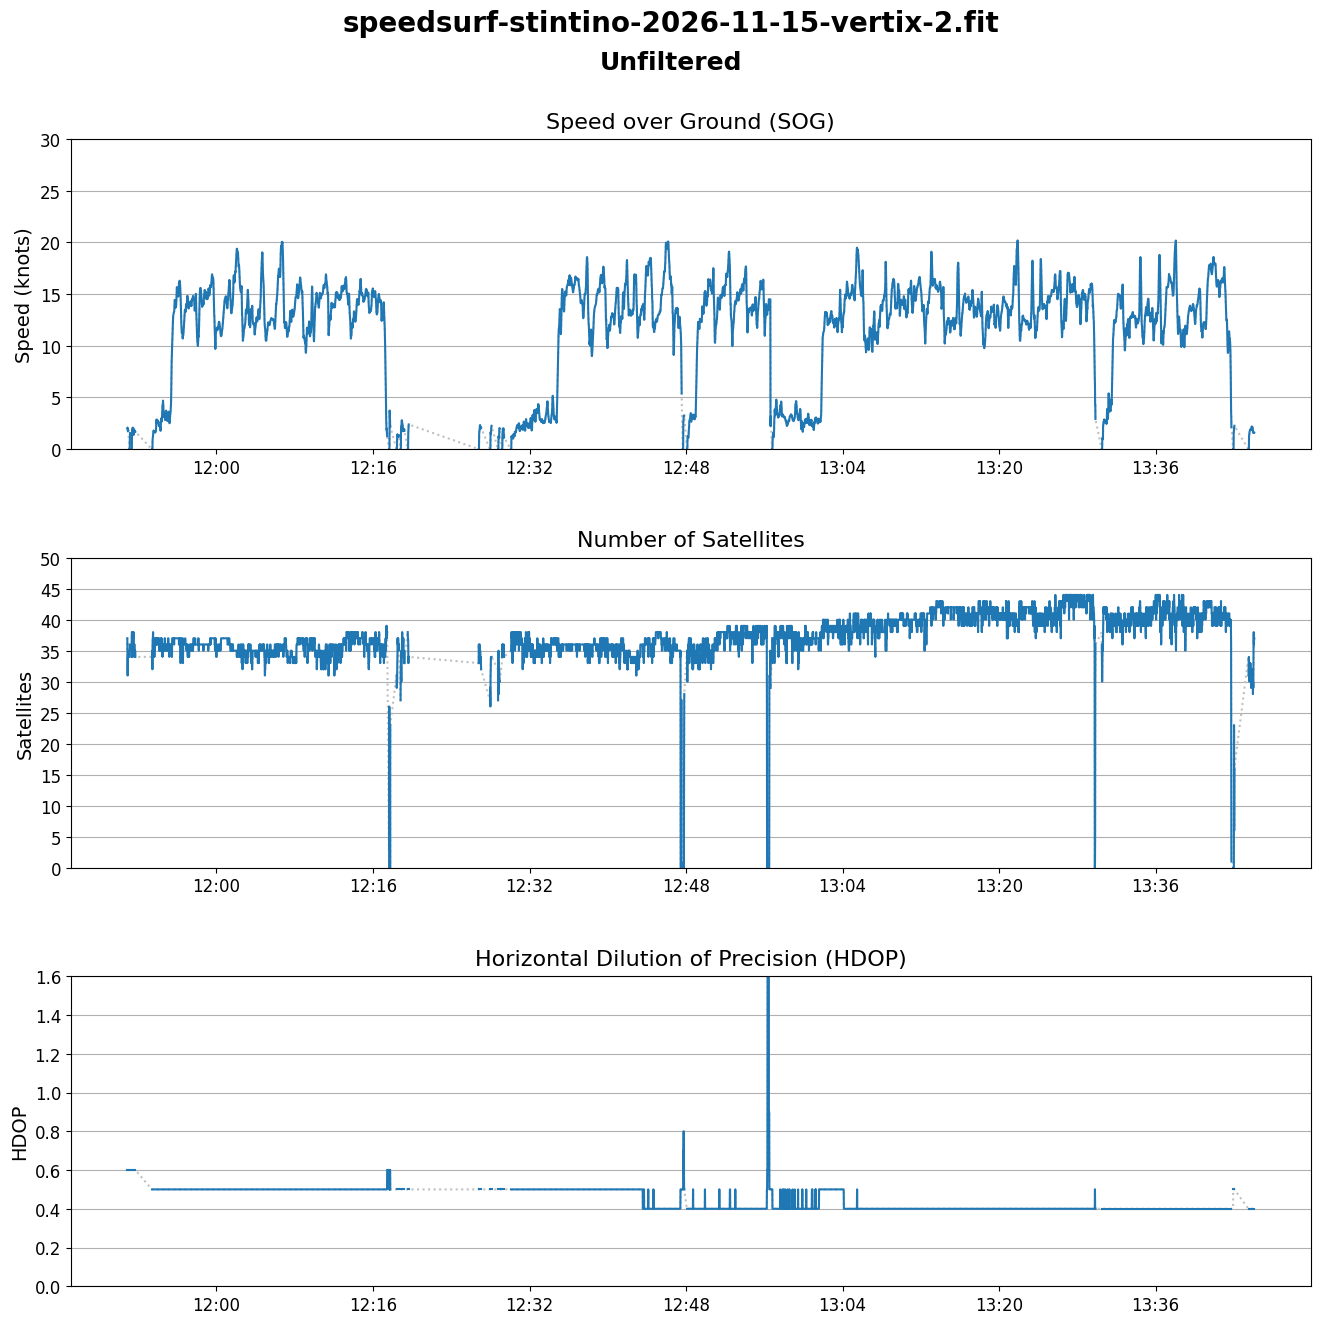 speedsurf-stintino-2026-11-15-vertix-2.fit
Unfiltered
Speed over Ground (SOG)
Speed (knots)
30
25
20
15
10
5
0
12:00 12:16 12:32 12:48 13:04 13:20 13:36
Number of Satellites
Satellites
50
45
40
35
30
25
20
15
10
5
0
12:00 12:16 12:32 12:48 13:04 13:20 13:36
Horizontal Dilution of Precision (HDOP)
HDOP
1.6
1.4
1.2
1.0
0.8
0.6
0.4
0.2
0.0
12:00 12:16 12:32 12:48 13:04 13:20 13:36